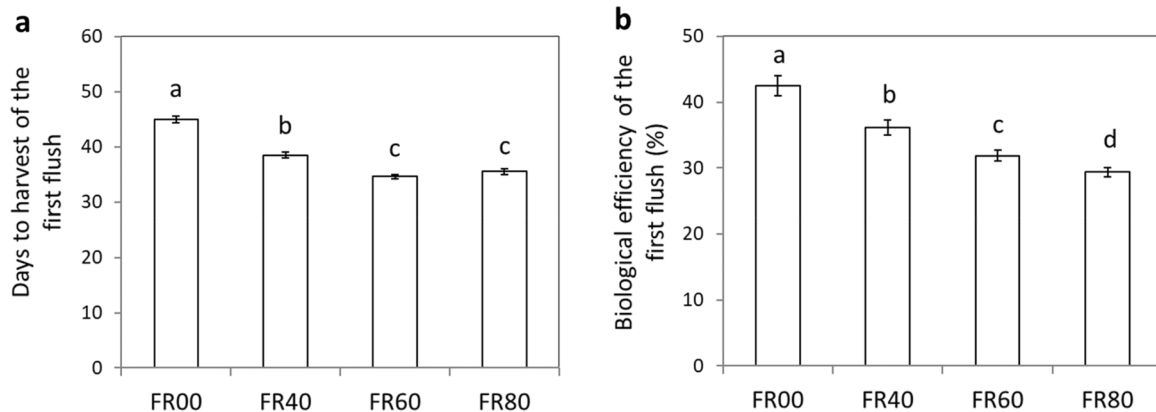 a
Days to harvest of the
first flush
60
50
40
30
20
10
0
a
b
c
c
FR00 FR40 FR60 FR80
b
Biological efficiency of the
first flush (%)
50
40
30
20
10
0
a
b
c
d
FR00 FR40 FR60 FR80